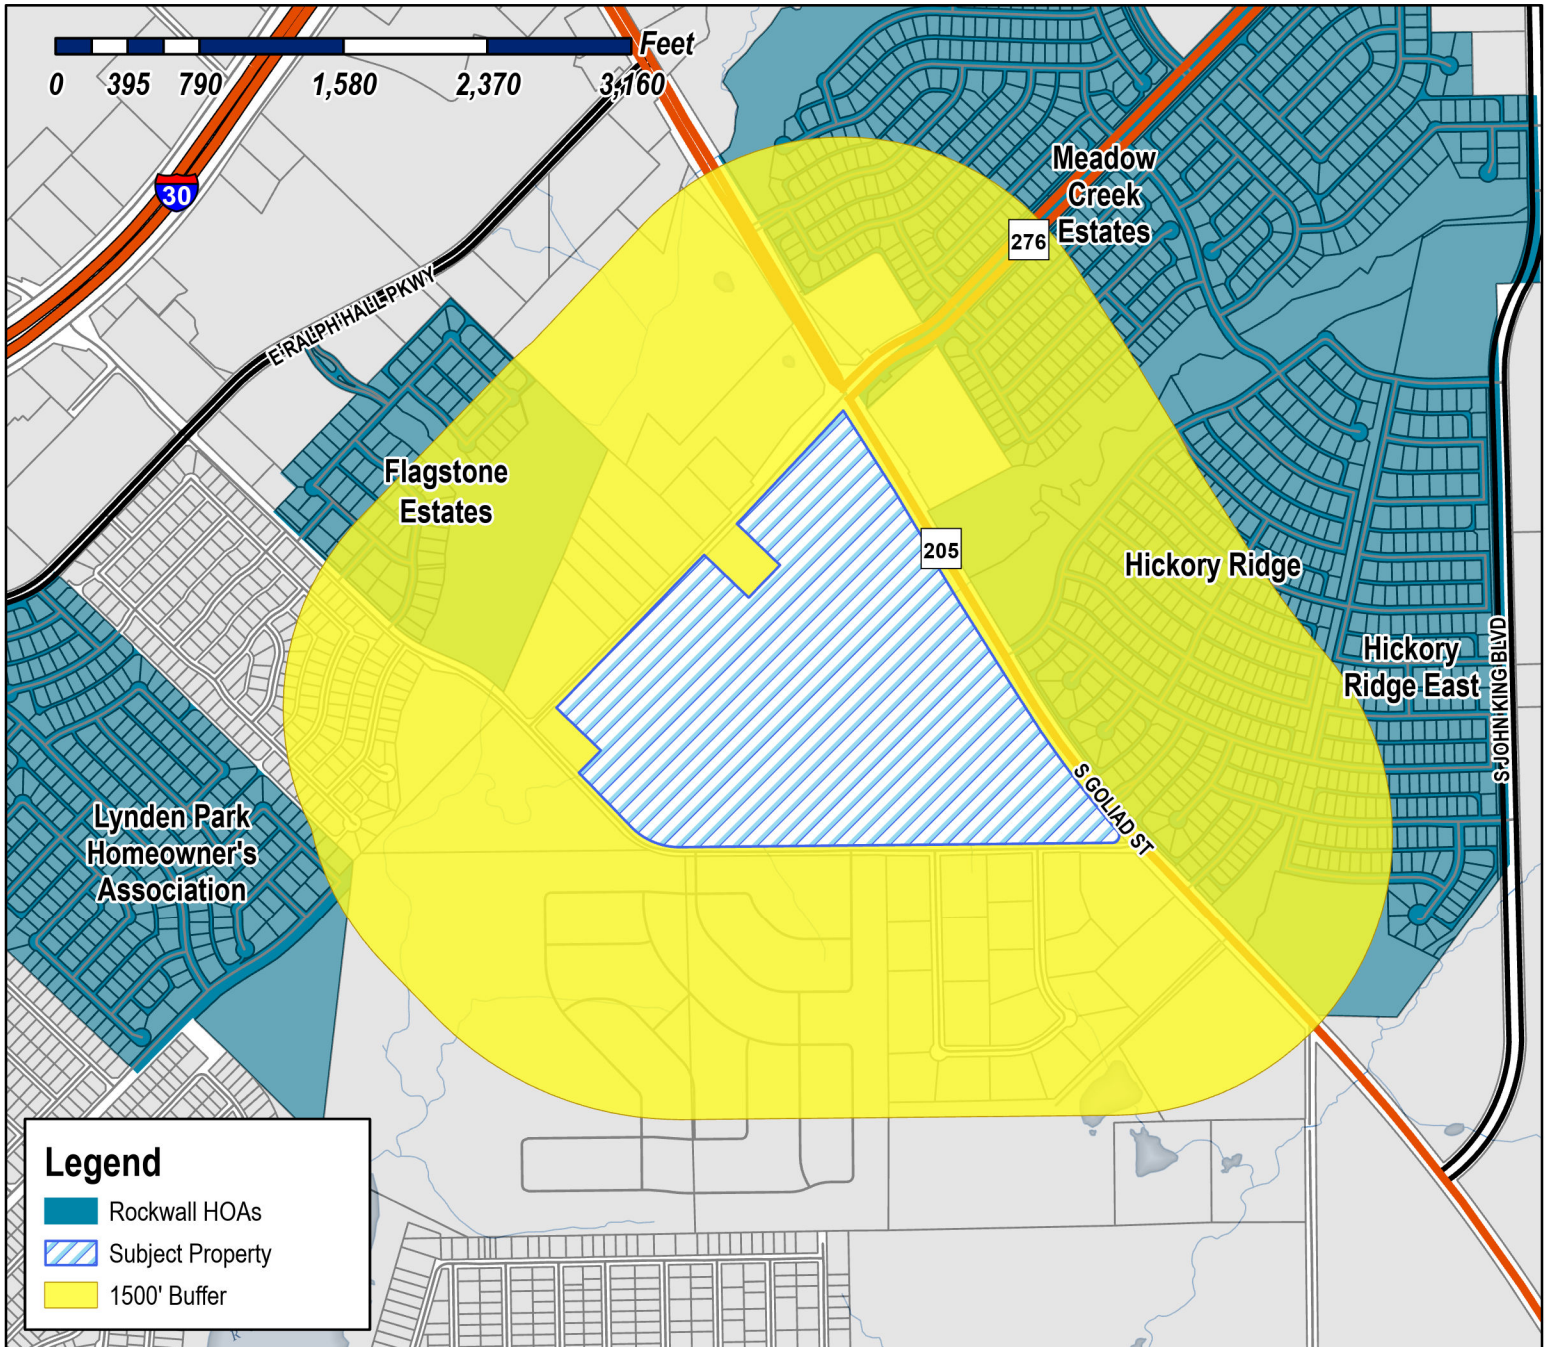 Feet
0 395 790 1,580 2,370 3,160
30
Meadow
Creek
Estates
276
E RALPH HALL PKWY
Flagstone
Estates
205
Hickory Ridge
Hickory
Ridge East
S JOHN KING BLVD
S GOLIAD ST
Lynden Park
Homeowner's
Association
Legend
Rockwall HOAs
Subject Property
1500' Buffer